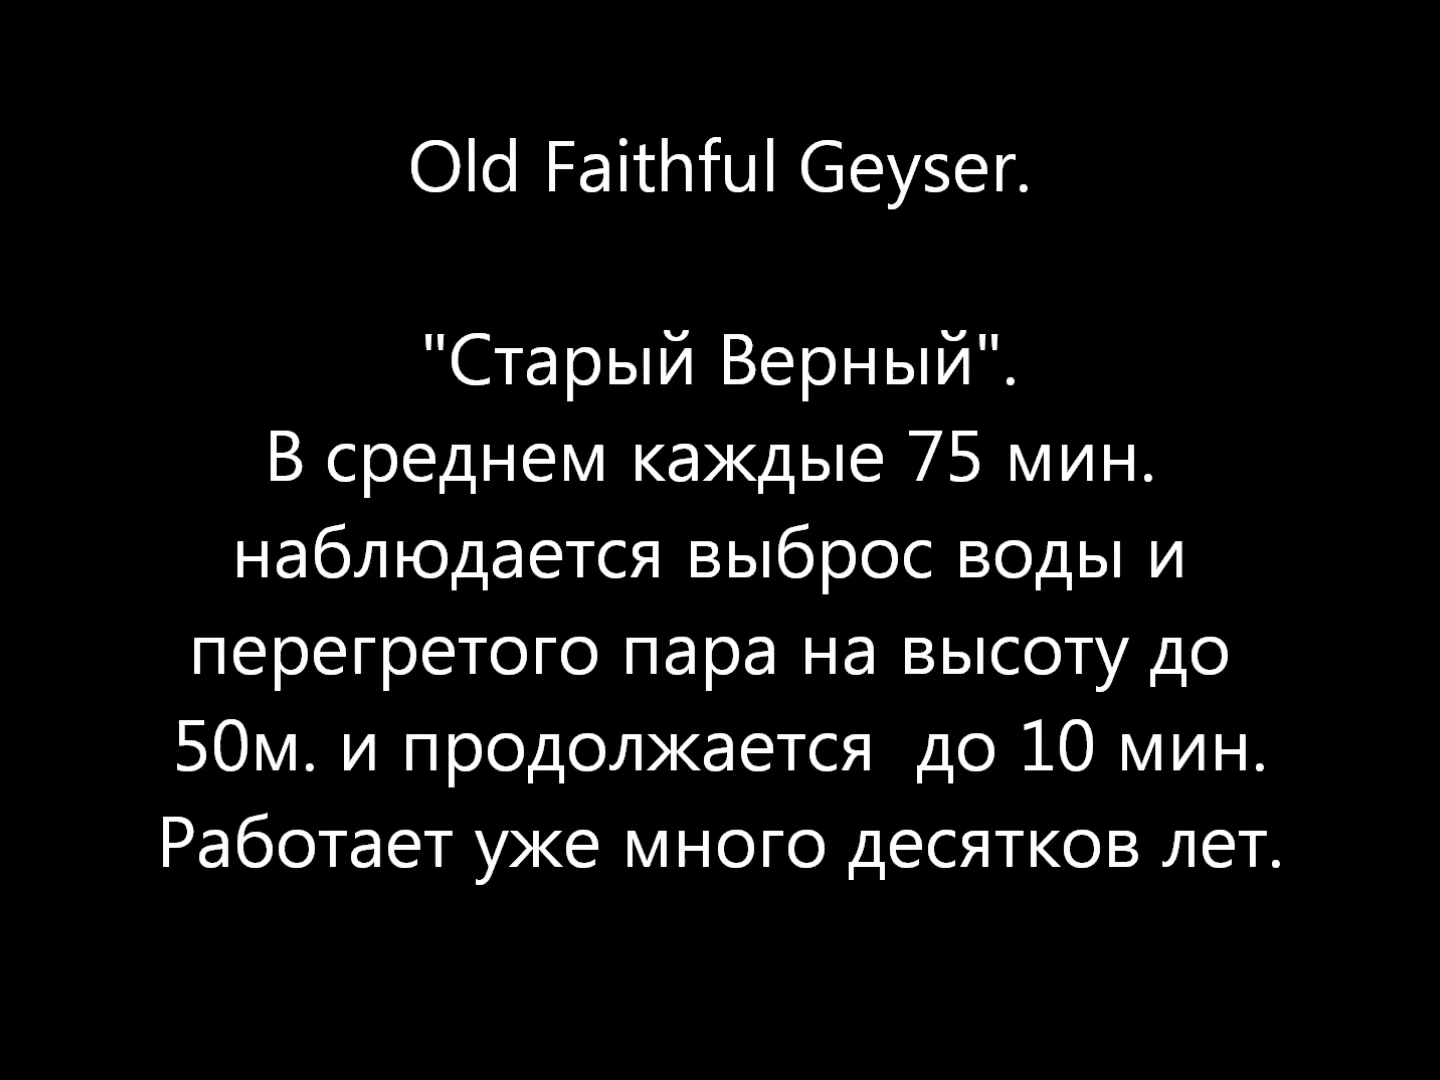 Old Faithful Geyser.
"Старый Верный".
В среднем каждые 75 мин.
наблюдается выброс воды и
перегретого пара на высоту до
50м. и продолжается  до 10 мин.
Работает уже много десятков лет.